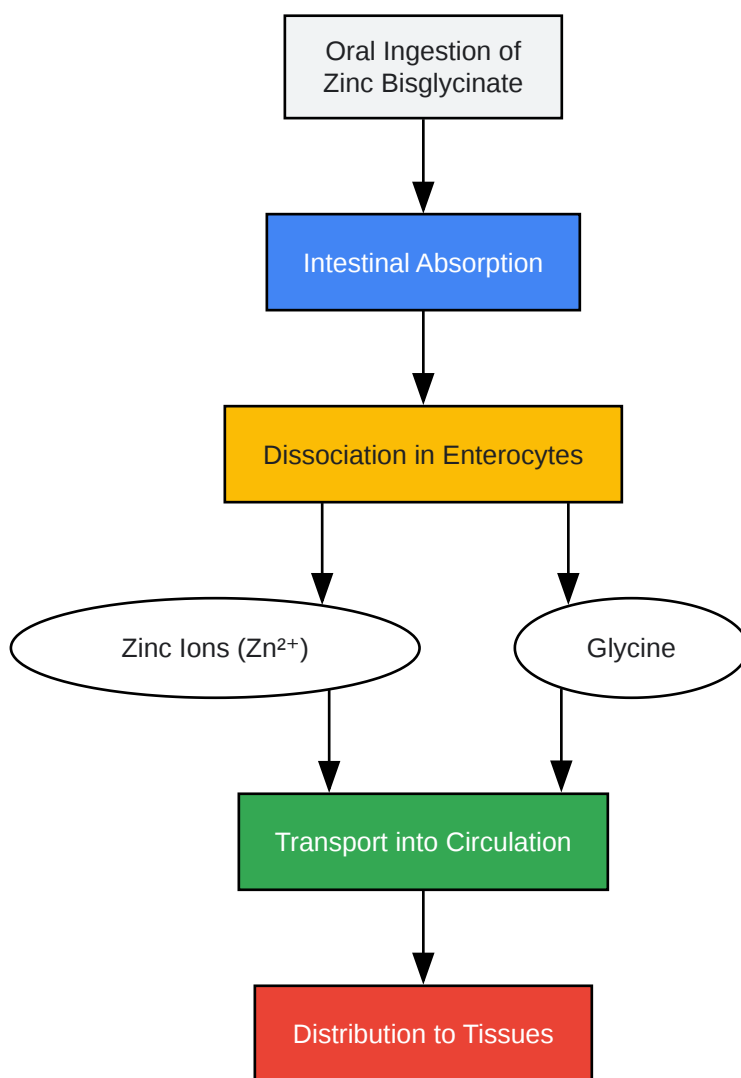 Oral Ingestion of
Zinc Bisglycinate
Intestinal Absorption
Dissociation in Enterocytes
Zinc Ions (Zn²⁺)
Glycine
Transport into Circulation
Distribution to Tissues